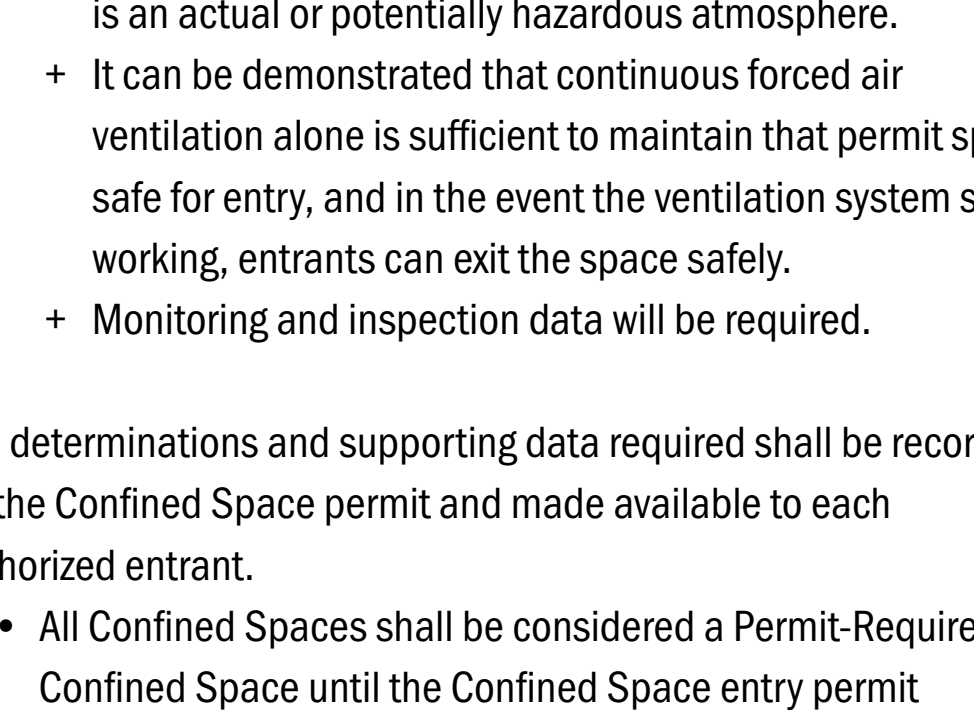 is an actual or potentially hazardous atmosphere.
+ It can be demonstrated that continuous forced air
ventilation alone is sufficient to maintain that permit
safe for entry, and in the event the ventilation system
working, entrants can exit the space safely.
+ Monitoring and inspection data will be required.
determinations and supporting data required shall be
the Confined Space permit and made available to each
entrant.
• All Confined Spaces shall be considered a
Confined Space until the Confined Space entry permit